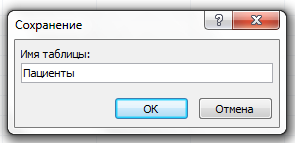 Сохранение
Имя таблицы:
Пациенты
ОК
Отмена